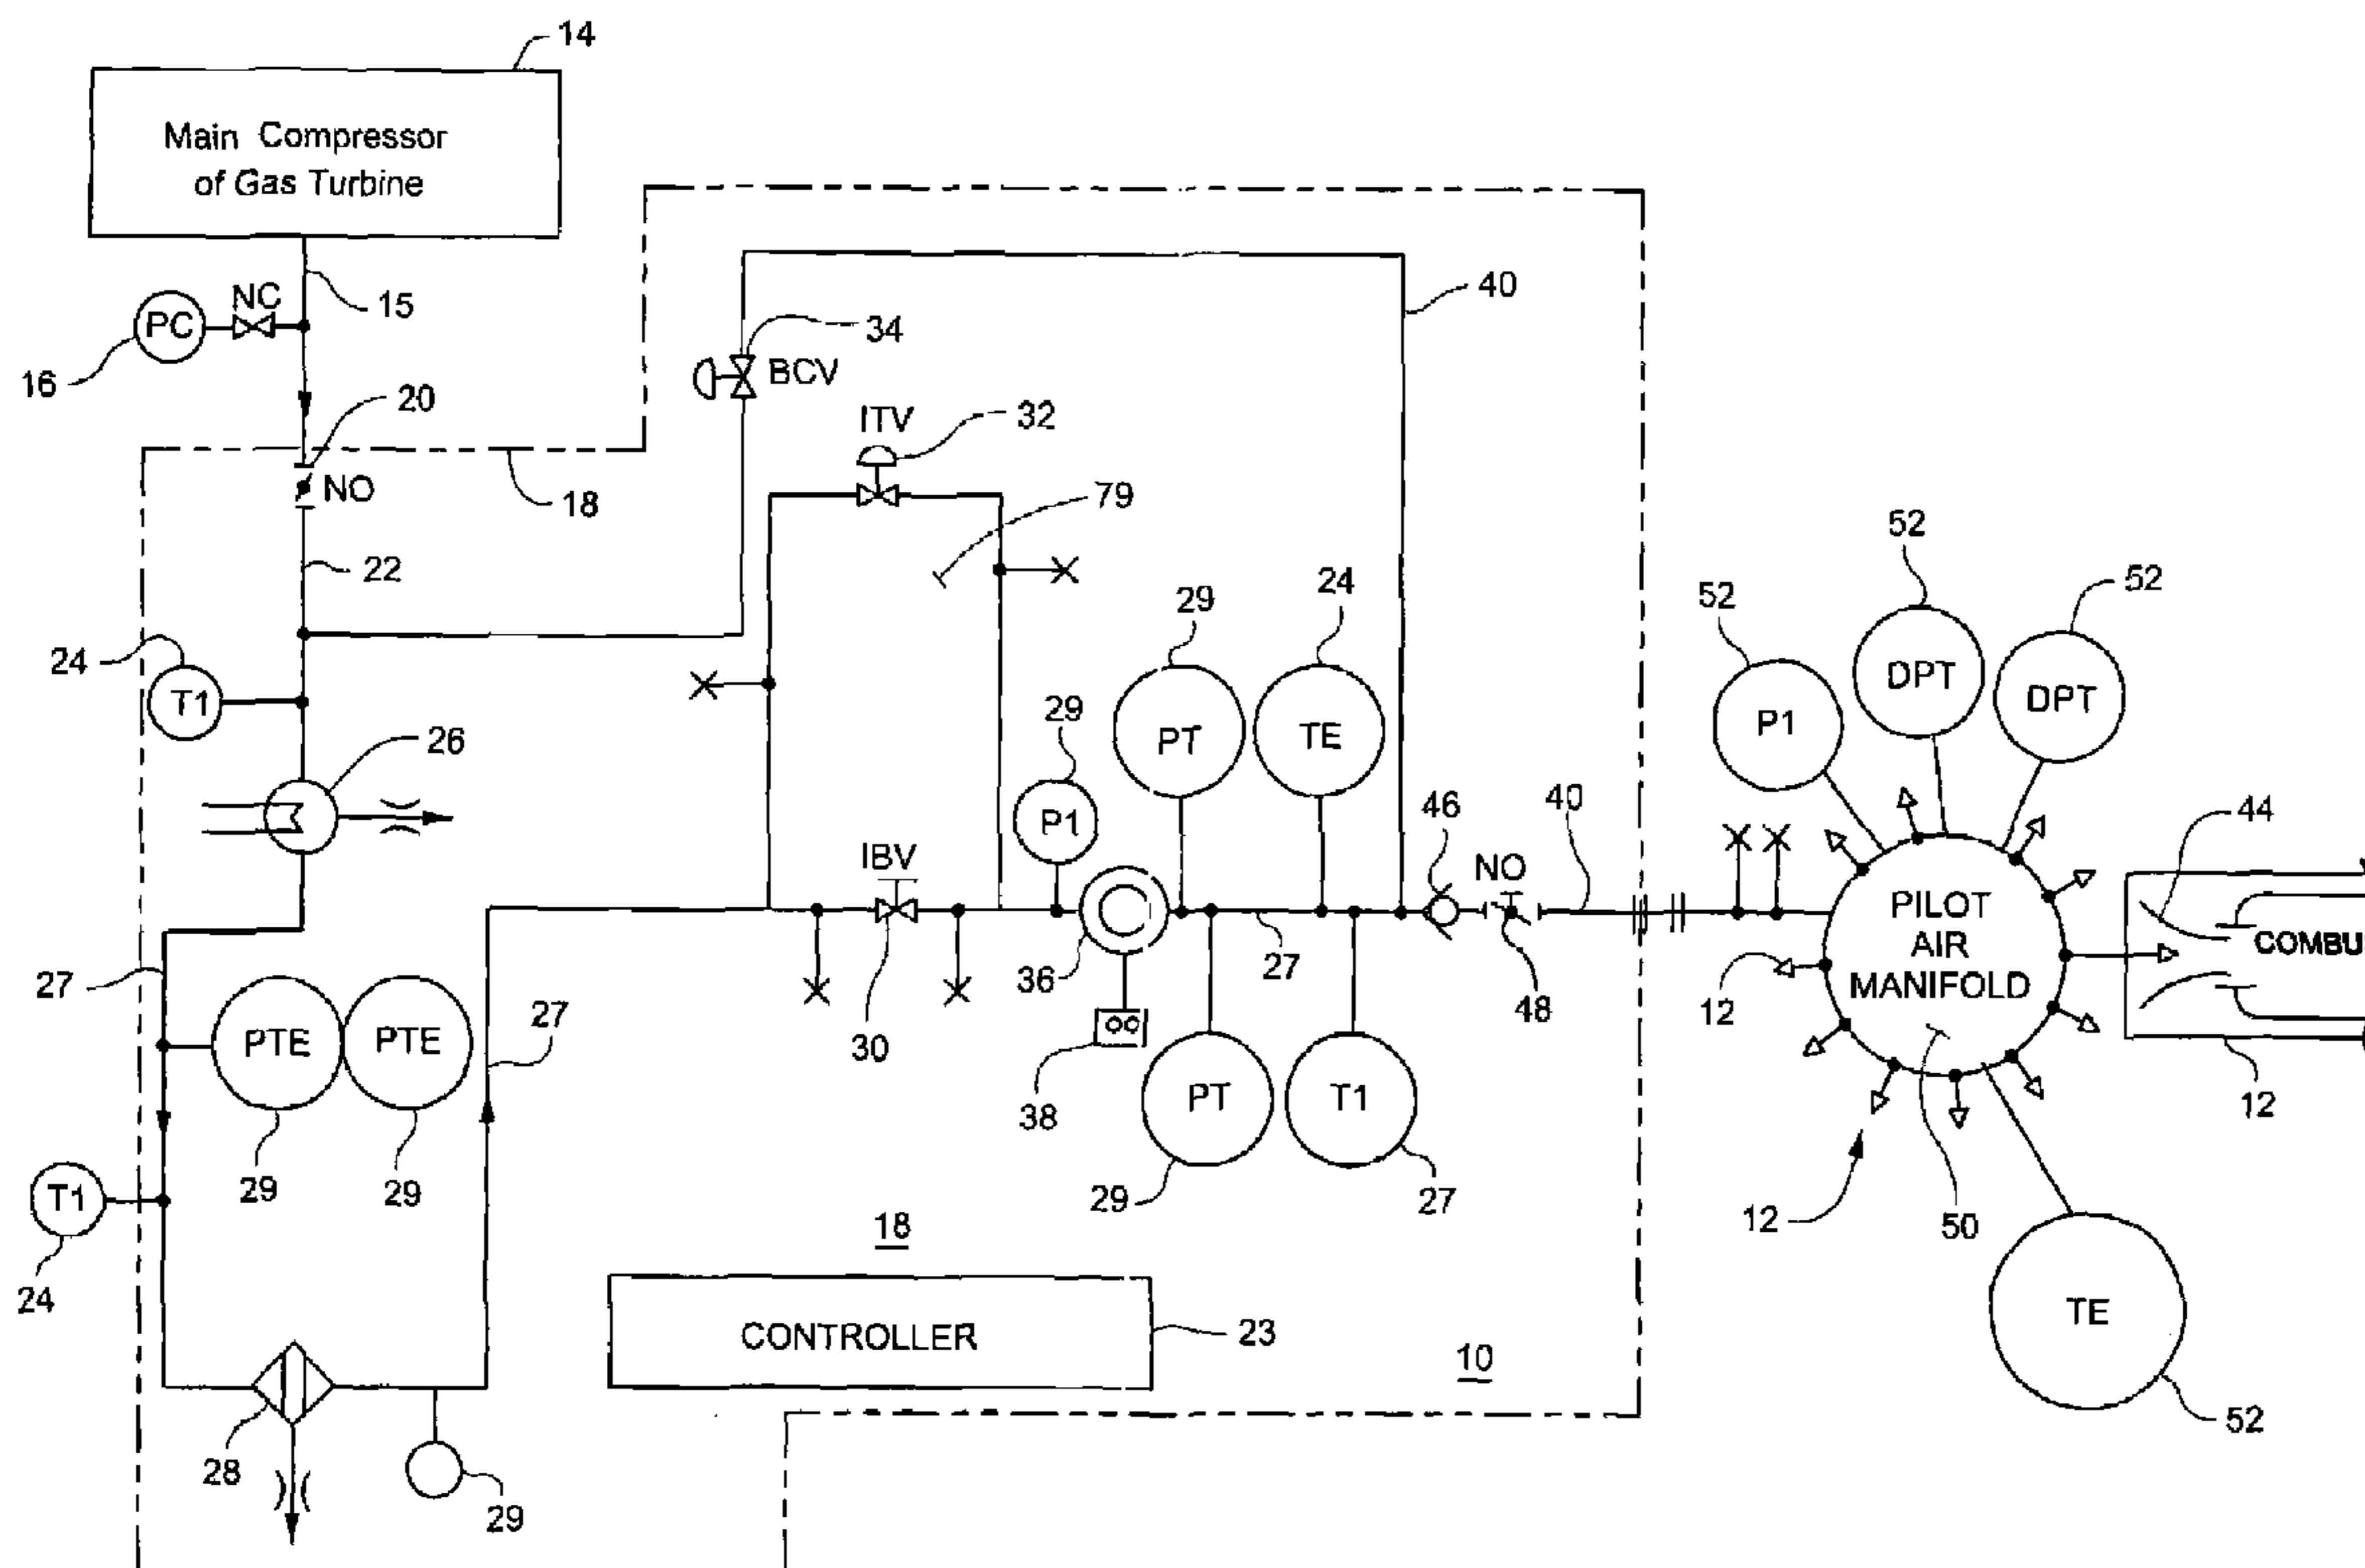 14
Main Compressor
of Gas Turbine
15
NC
PC
16
20
NO
18
22
24
T1
26
34
BCV
40
ITV
32
79
29
24
PT
TE
29
P1
IBV
30
36
38
27
46
NO
40
48
27
PTE
PTE
29
29
27
T1
24
28
29
PT
T1
29
27
18
CONTROLLER
23
10
52
52
52
P1
DPT
DPT
44
PILOT
AIR
MANIFOLD
COMBU
12
12
12
50
TE
52